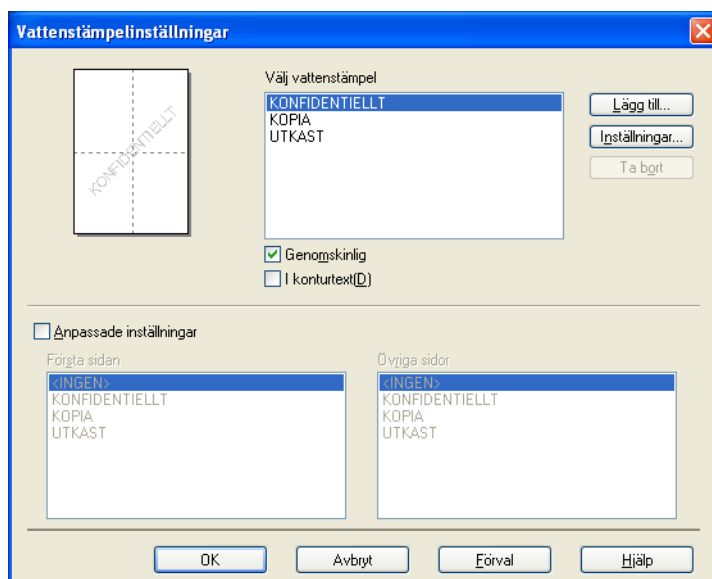 Vattenstämpelinställningar
Välj vattenstämpel
KONFIDENTIELLT
KONFIDENTIELLT
KOPIA
UTKAST
Lägg till...
Inställningar...
Ta bort
Genomskinlig
I konturtext(D)
Anpassade inställningar
Första sidan
<INGEN>
KONFIDENTIELLT
KOPIA
UTKAST
Övriga sidor
<INGEN>
KONFIDENTIELLT
KOPIA
UTKAST
OK
Avbryt
Förval
Hjälp